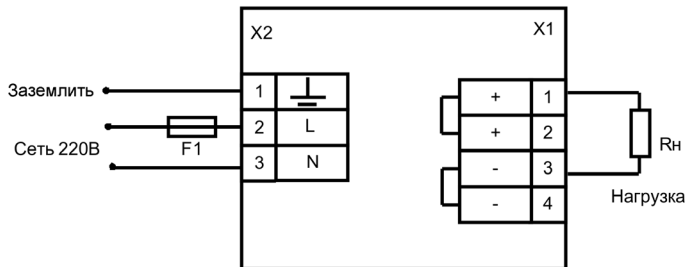 X2
X1
Заземлить
1
2
L
3
N
Сеть 220В
F1
+ 1
+ 2
- 3
- 4
Rн
Нагрузка